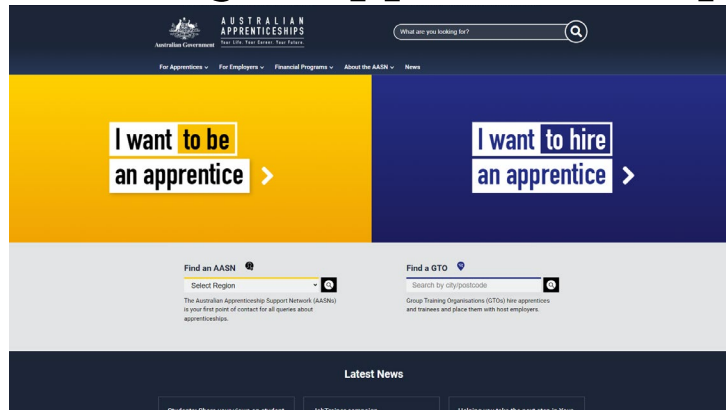 AUSTRALIAN
APPRENTICESHIPS
Your Life. Your Career. Your Future.
Australian Government
What are you looking for?
For Apprentices
For Employers
Financial Programs
About the AASN
News
I want to be
an apprentice
I want to hire
an apprentice
Find an AASN
Select Region
The Australian Apprenticeship Support Network (AASNs)
is your first point of contact for all queries about
apprenticeships.
Find a GTO
Search by city/postcode
Group Training Organisations (GTOs) hire apprentices
and trainees and place them with host employers.
Latest News